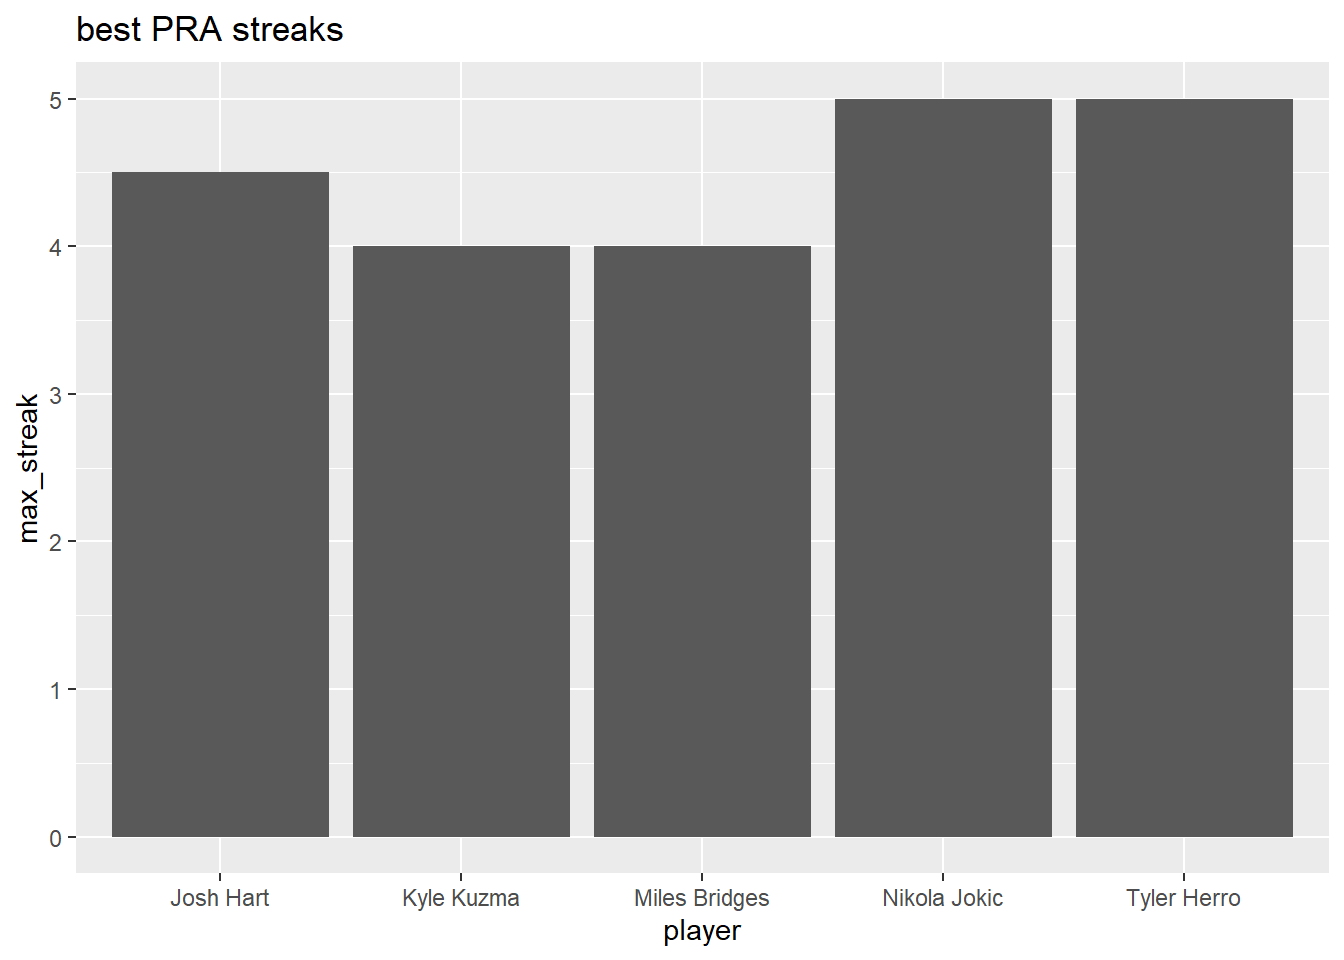 best PRA streaks
5
4
3
2
1
0
max_streak
Josh Hart
Kyle Kuzma
Miles Bridges
Nikola Jokic
Tyler Herro
player